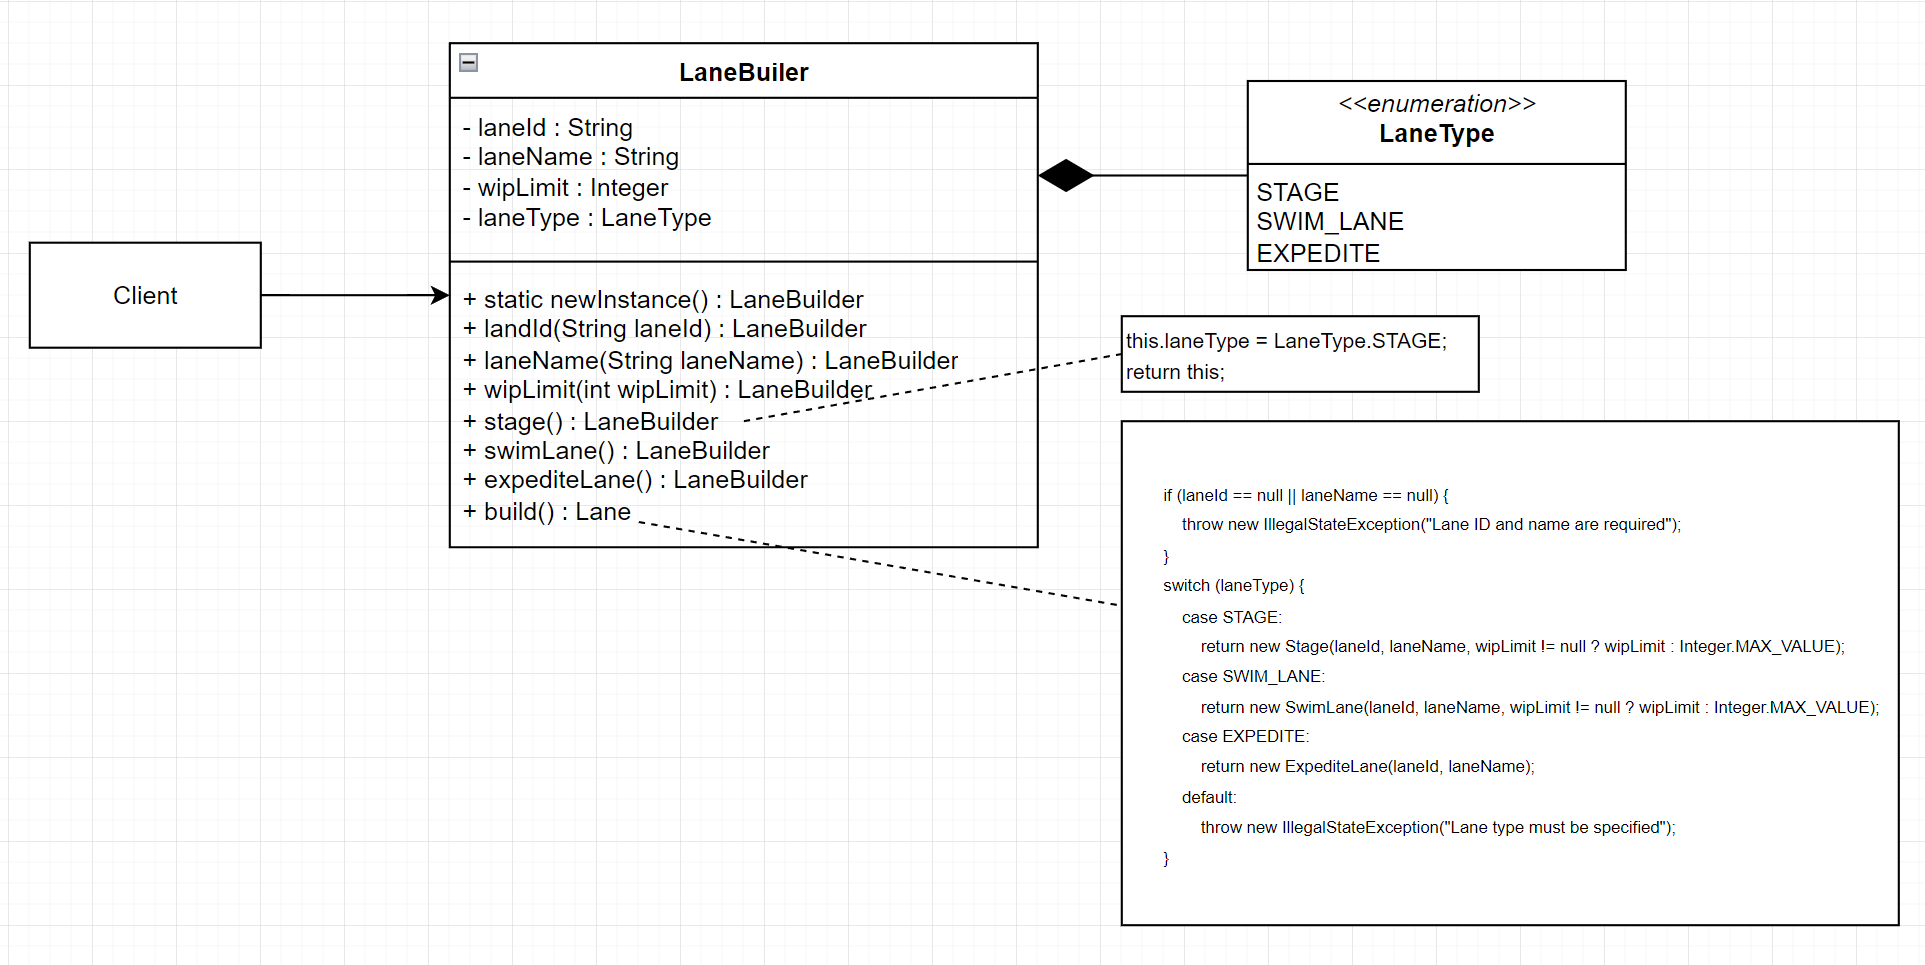 LaneBuiler
- laneId : String
- laneName : String
- wipLimit : Integer
- laneType : LaneType
+ static newInstance() : LaneBuilder
+ landId(String laneId) : LaneBuilder
+ laneName(String laneName) : LaneBuilder
+ wipLimit(int wipLimit) : LaneBuilder
+ stage() : LaneBuilder
+ swimLane() : LaneBuilder
+ expediteLane() : LaneBuilder
+ build() : Lane
<<enumeration>>
LaneType
STAGE
SWIM_LANE
EXPEDITE
Client
this.laneType = LaneType.STAGE;
return this;
if (laneId == null || laneName == null) {
throw new IllegalStateException("Lane ID and name are required");
}
switch (laneType) {
case STAGE:
return new Stage(laneId, laneName, wipLimit != null ? wipLimit : Integer.MAX_VALUE);
case SWIM_LANE:
return new SwimLane(laneId, laneName, wipLimit != null ? wipLimit : Integer.MAX_VALUE);
case EXPEDITE:
return new ExpediteLane(laneId, laneName);
default:
throw new IllegalStateException("Lane type must be specified");
}